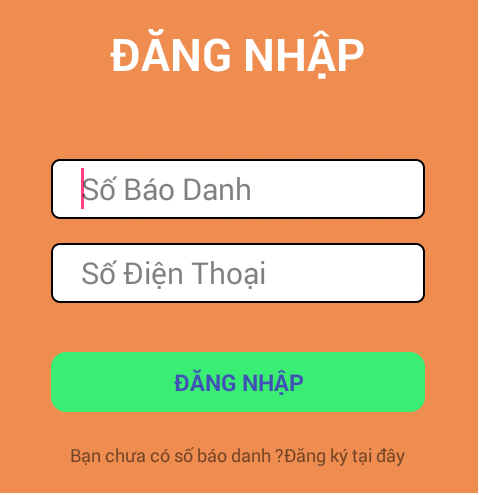 ĐĂNG NHẬP
Số Báo Danh
Số Điện Thoại
ĐĂNG NHẬP
Bạn chưa có số báo danh ?Đăng ký tại đây